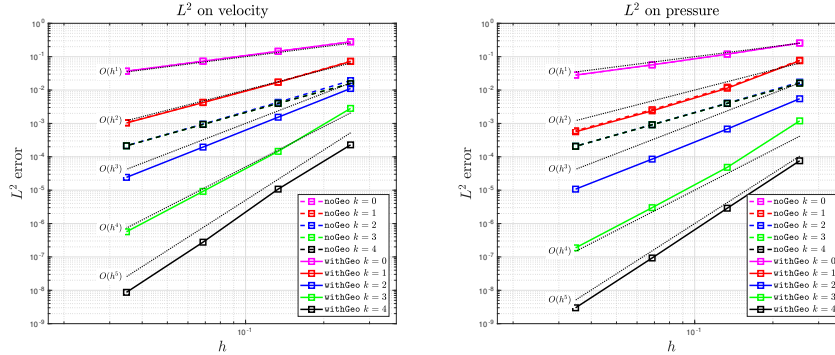 L² on velocity
10⁰
10⁻¹
10⁻²
10⁻³
10⁻⁴
10⁻⁵
10⁻⁶
10⁻⁷
10⁻⁸
10⁻⁹
L² error
O(h¹)
O(h²)
O(h³)
O(h⁴)
O(h⁵)
noGeo k = 0
noGeo k = 1
noGeo k = 2
noGeo k = 3
noGeo k = 4
withGeo k = 0
withGeo k = 1
withGeo k = 2
withGeo k = 3
withGeo k = 4
10⁻¹
h
L² on pressure
10⁰
10⁻¹
10⁻²
10⁻³
10⁻⁴
10⁻⁵
10⁻⁶
10⁻⁷
10⁻⁸
10⁻⁹
L² error
O(h¹)
O(h²)
O(h³)
O(h⁴)
O(h⁵)
noGeo k = 0
noGeo k = 1
noGeo k = 2
noGeo k = 3
noGeo k = 4
withGeo k = 0
withGeo k = 1
withGeo k = 2
withGeo k = 3
withGeo k = 4
10⁻¹
h